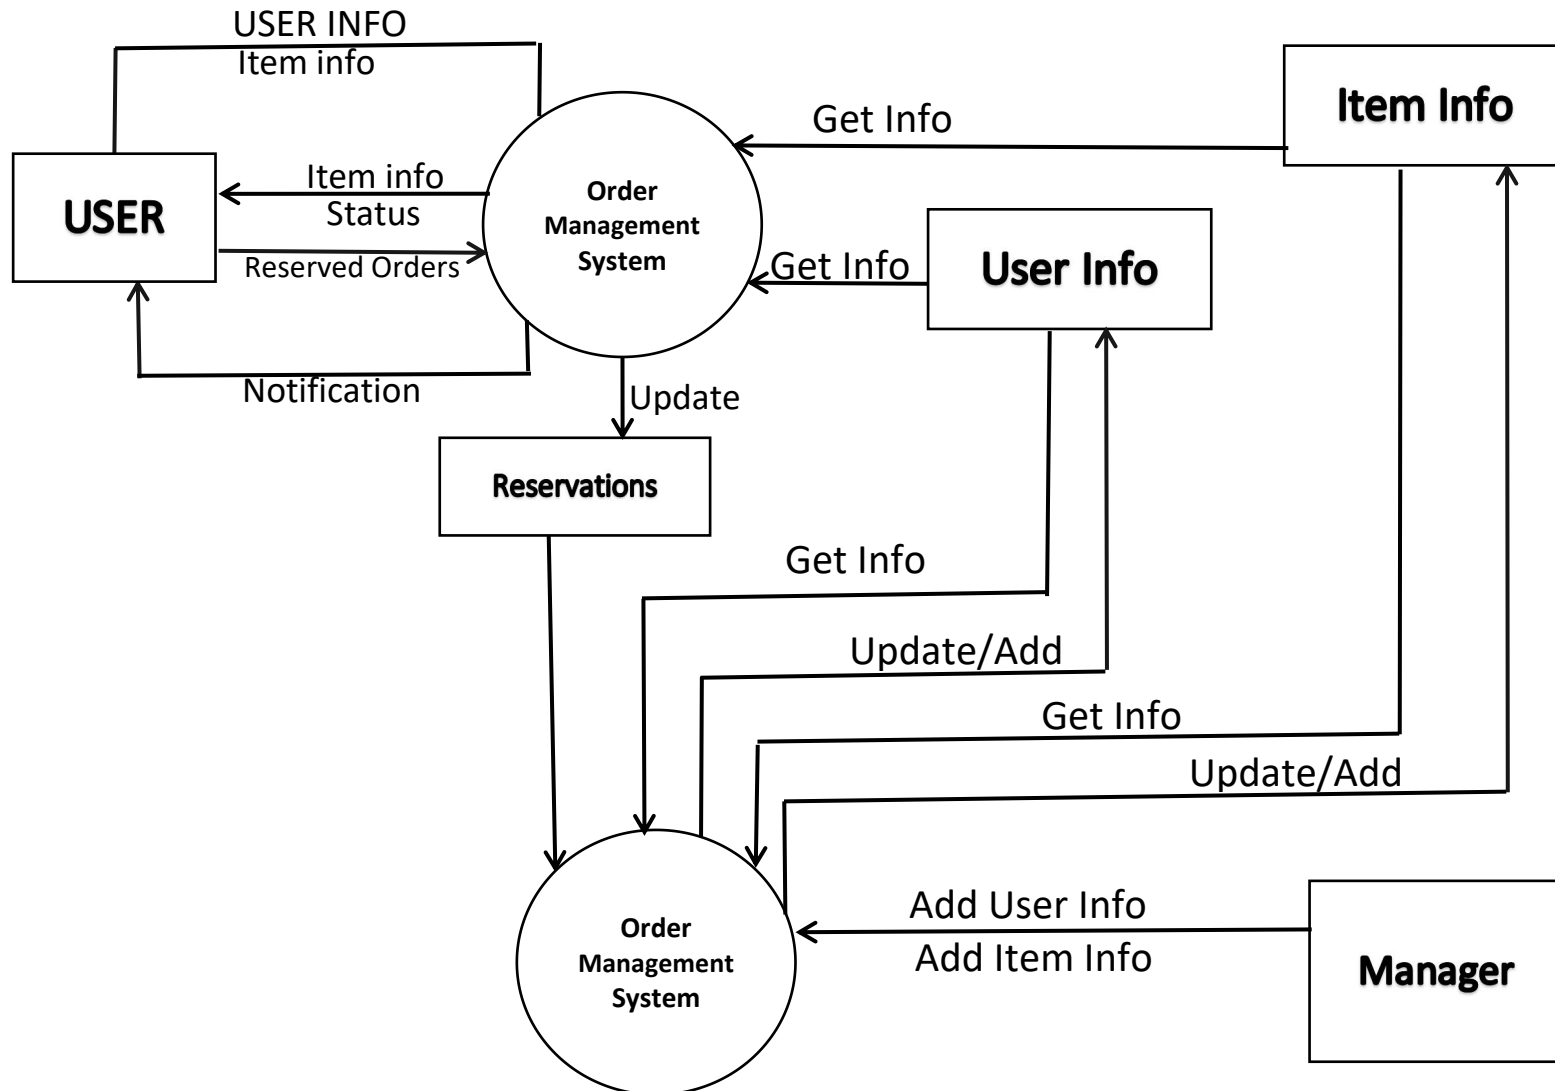 USER INFO
Item info
Item Info
Get Info
USER
Item info
Status
Reserved Orders
Order
Management
System
Get Info
User Info
Notification
Update
Reservations
Get Info
Update/Add
Get Info
Update/Add
Order
Management
System
Add User Info
Add Item Info
Manager